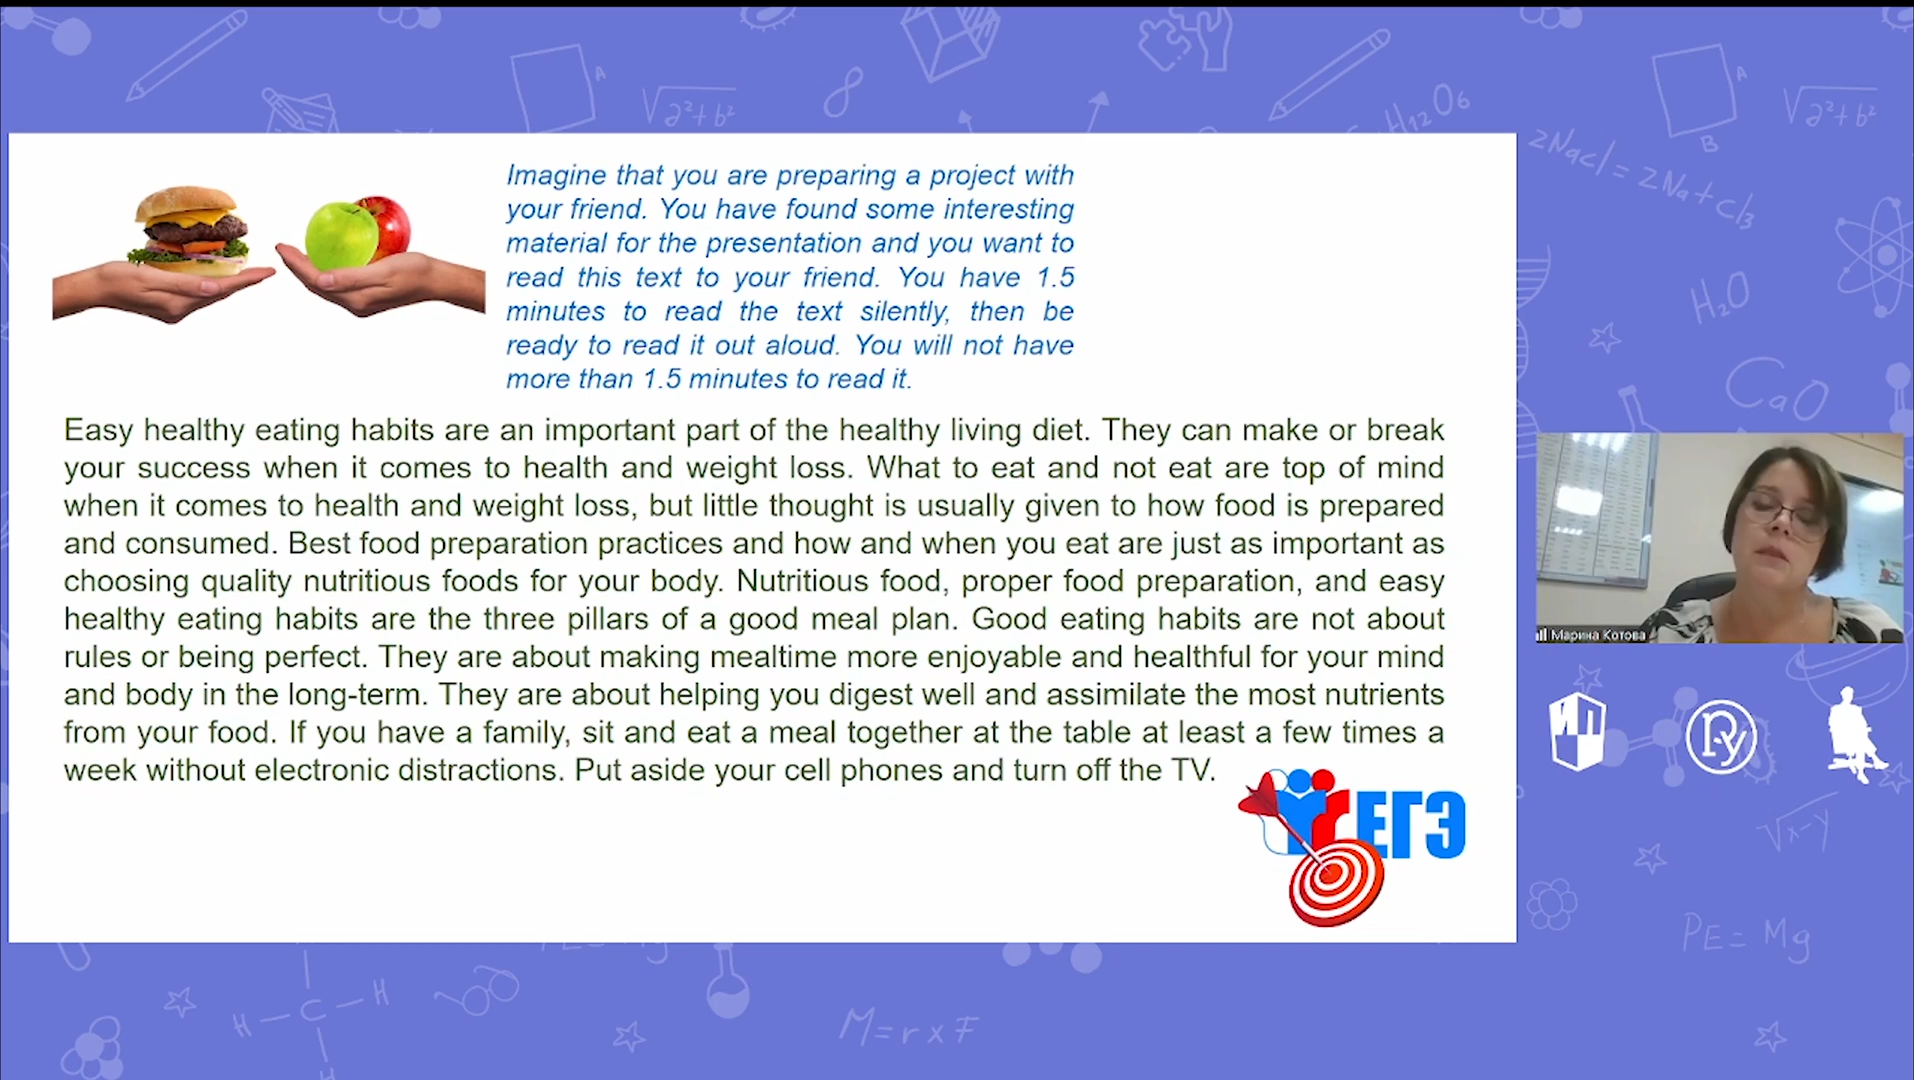 Imagine that you are preparing a project with
your friend. You have found some interesting
material for the presentation and you want to
read this text to your friend. You have 1.5
minutes to read the text silently, then be
ready to read it out aloud. You will not have
more than 1.5 minutes to read it.
Easy healthy eating habits are an important part of the healthy living diet. They can make or break
your success when it comes to health and weight loss. What to eat and not eat are top of mind
when it comes to health and weight loss, but little thought is usually given to how food is prepared
and consumed. Best food preparation practices and how and when you eat are just as important as
choosing quality nutritious foods for your body. Nutritious food, proper food preparation, and easy
healthy eating habits are the three pillars of a good meal plan. Good eating habits are not about
rules or being perfect. They are about making mealtime more enjoyable and healthful for your mind
and body in the long-term. They are about helping you digest well and assimilate the most nutrients
from your food. If you have a family, sit and eat a meal together at the table at least a few times a
week without electronic distractions. Put aside your cell phones and turn off the TV.
ЕГЭ
Марина Котова
A
√a²+b²
H₁₂O₆
2NaCl = 2Na + Cl₂
A
B
√a²+b²
H₂O
CaO
√x-y
PE = Mg
H
C
H
H
M = r x F